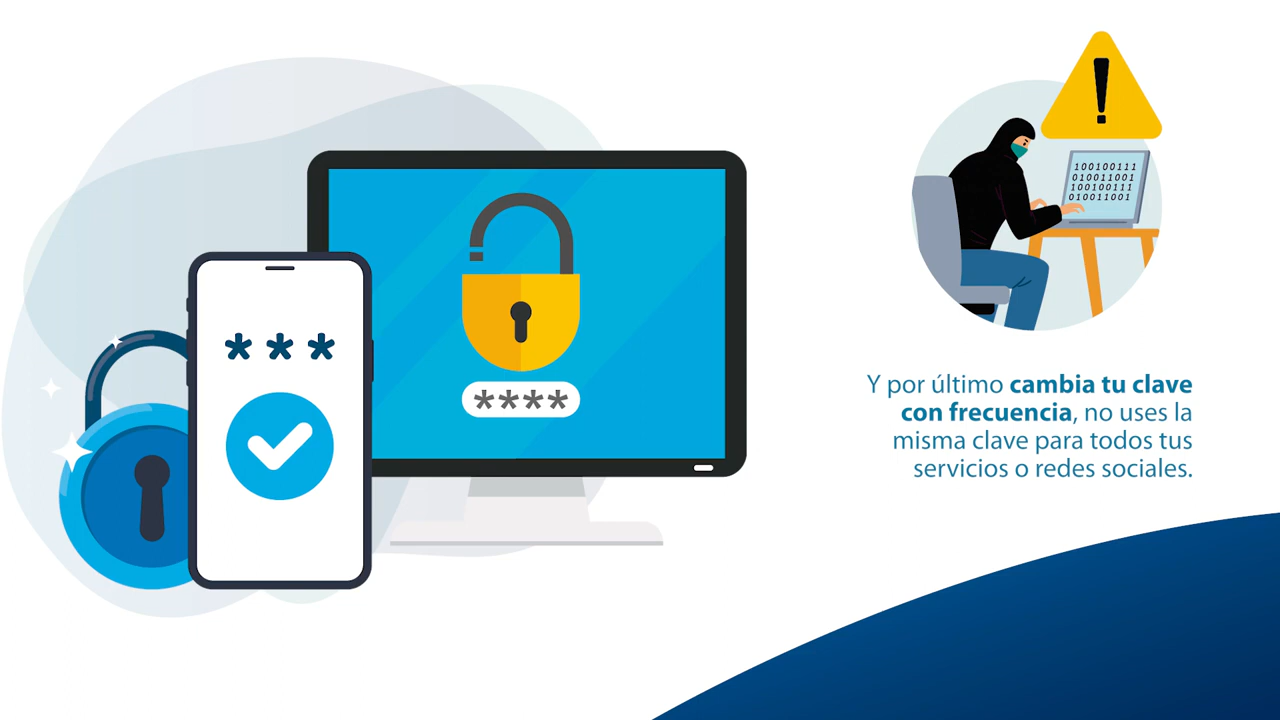 100100111
010011001
100100111
010011001
***
****
Y por último cambia tu clave
con frecuencia, no uses la
misma clave para todos tus
servicios o redes sociales.